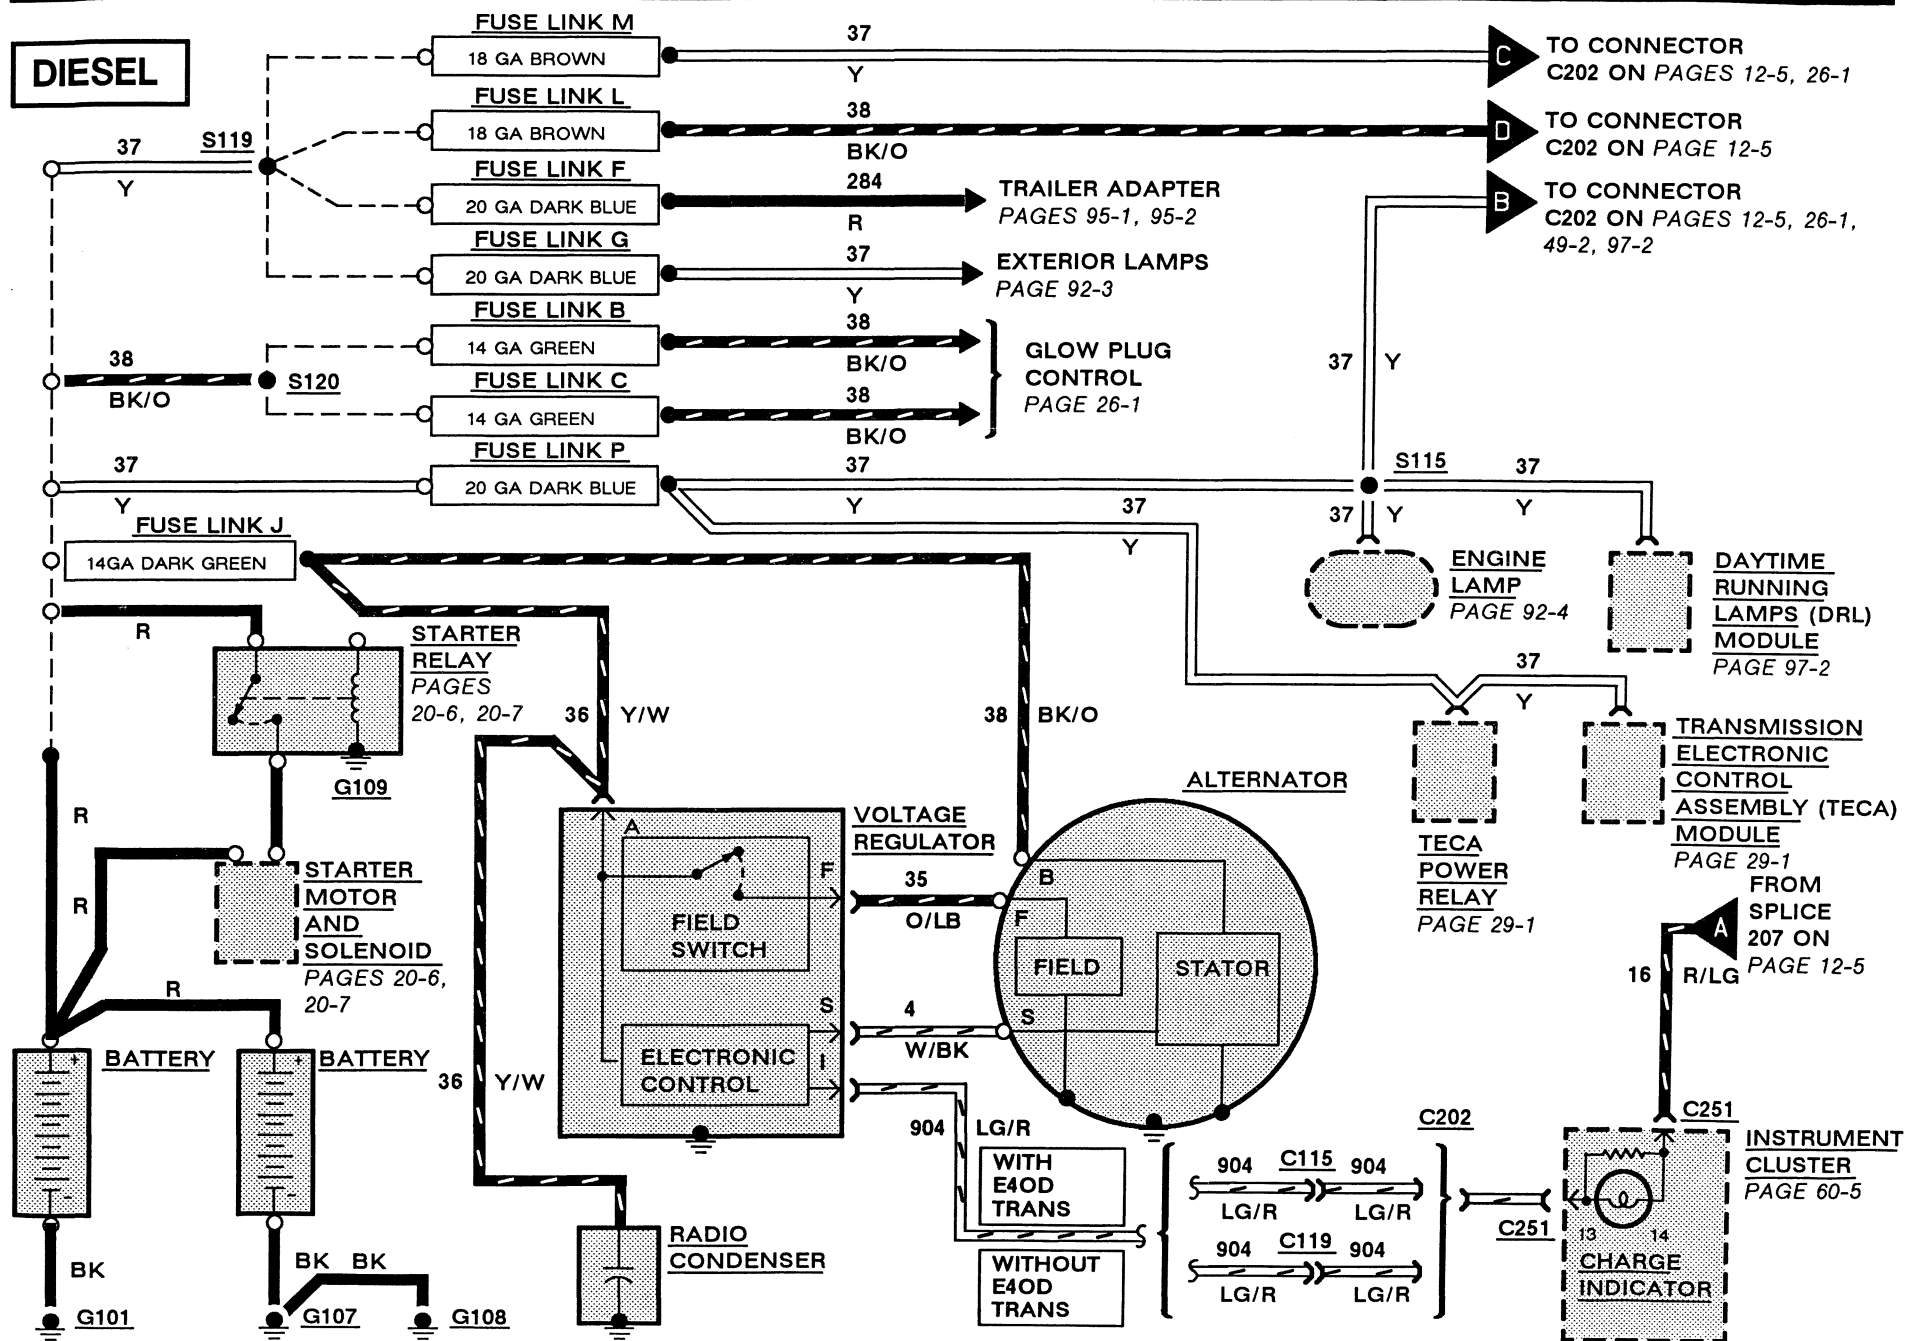 DIESEL
FUSE LINK M
18 GA BROWN
37
Y
C
TO CONNECTOR
C202 ON PAGES 12-5, 26-1
FUSE LINK L
18 GA BROWN
38
BK/O
D
TO CONNECTOR
C202 ON PAGE 12-5
37
Y
S119
FUSE LINK F
20 GA DARK BLUE
284
R
TRAILER ADAPTER
PAGES 95-1, 95-2
B
TO CONNECTOR
C202 ON PAGES 12-5, 26-1,
49-2, 97-2
FUSE LINK G
20 GA DARK BLUE
37
Y
EXTERIOR LAMPS
PAGE 92-3
FUSE LINK B
14 GA GREEN
38
BK/O
38
BK/O
S120
FUSE LINK C
14 GA GREEN
38
BK/O
GLOW PLUG
CONTROL
PAGE 26-1
37
Y
37
Y
FUSE LINK P
20 GA DARK BLUE
37
Y
S115
37
Y
37
Y
37
Y
FUSE LINK J
14GA DARK GREEN
ENGINE
LAMP
PAGE 92-4
DAYTIME
RUNNING
LAMPS (DRL)
MODULE
PAGE 97-2
R
STARTER
RELAY
PAGES
20-6, 20-7
G109
36
Y/W
38
BK/O
37
Y
TECA
POWER
RELAY
PAGE 29-1
TRANSMISSION
ELECTRONIC
CONTROL
ASSEMBLY (TECA)
MODULE
PAGE 29-1
R
R
STARTER
MOTOR
AND
SOLENOID
PAGES 20-6,
20-7
R
A
FIELD
SWITCH
F
S
I
ELECTRONIC
CONTROL
VOLTAGE
REGULATOR
35
O/LB
4
W/BK
ALTERNATOR
B
F
FIELD
STATOR
S
A
FROM
SPLICE
207 ON
PAGE 12-5
16
R/LG
+
BATTERY
-
+
BATTERY
-
36
Y/W
904
LG/R
WITH
E4OD
TRANS
WITHOUT
E4OD
TRANS
904
C115
904
LG/R
LG/R
904
C119
904
LG/R
LG/R
C202
C251
C251
13
14
CHARGE
INDICATOR
INSTRUMENT
CLUSTER
PAGE 60-5
RADIO
CONDENSER
BK
G101
BK
BK
G107
G108